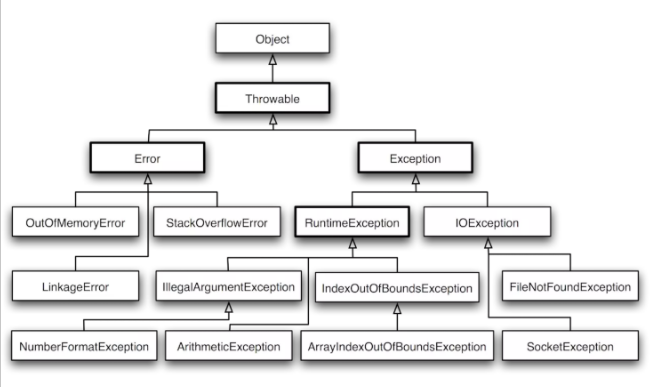 Object
Throwable
Error
Exception
OutOfMemoryError
StackOverflowError
RuntimeException
IOException
LinkageError
IllegalArgumentException
IndexOutOfBoundsException
FileNotFoundException
NumberFormatException
ArithmeticException
ArrayIndexOutOfBoundsException
SocketException